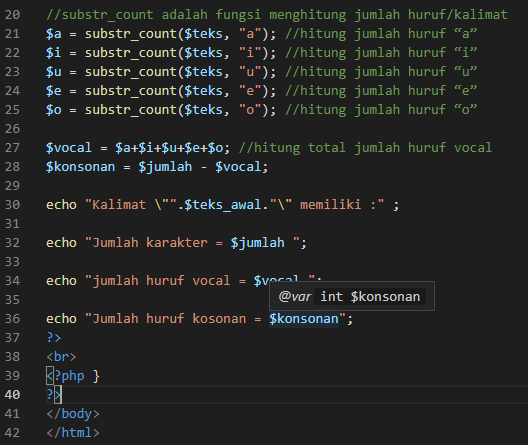 20 //substr_count adalah fungsi menghitung jumlah huruf/kalimat
21 $a = substr_count($teks, "a"); //hitung jumlah huruf “a”
22 $i = substr_count($teks, "i"); //hitung jumlah huruf “i”
23 $u = substr_count($teks, "u"); //hitung jumlah huruf “u”
24 $e = substr_count($teks, "e"); //hitung jumlah huruf “e”
25 $o = substr_count($teks, "o"); //hitung jumlah huruf “o”
26
27 $vocal = $a+$i+$u+$e+$o; //hitung total jumlah huruf vocal
28 $konsonan = $jumlah - $vocal;
29
30 echo "Kalimat \"".$teks_awal."\" memiliki :" ;
31
32 echo "Jumlah karakter = $jumlah ";
33
34 echo "jumlah huruf vocal = $vocal ";
@var int $konsonan
35
36 echo "Jumlah huruf kosonan = $konsonan";
37 ?>
38 <br>
39 <?php }
40 ?>
41 </body>
42 </html>